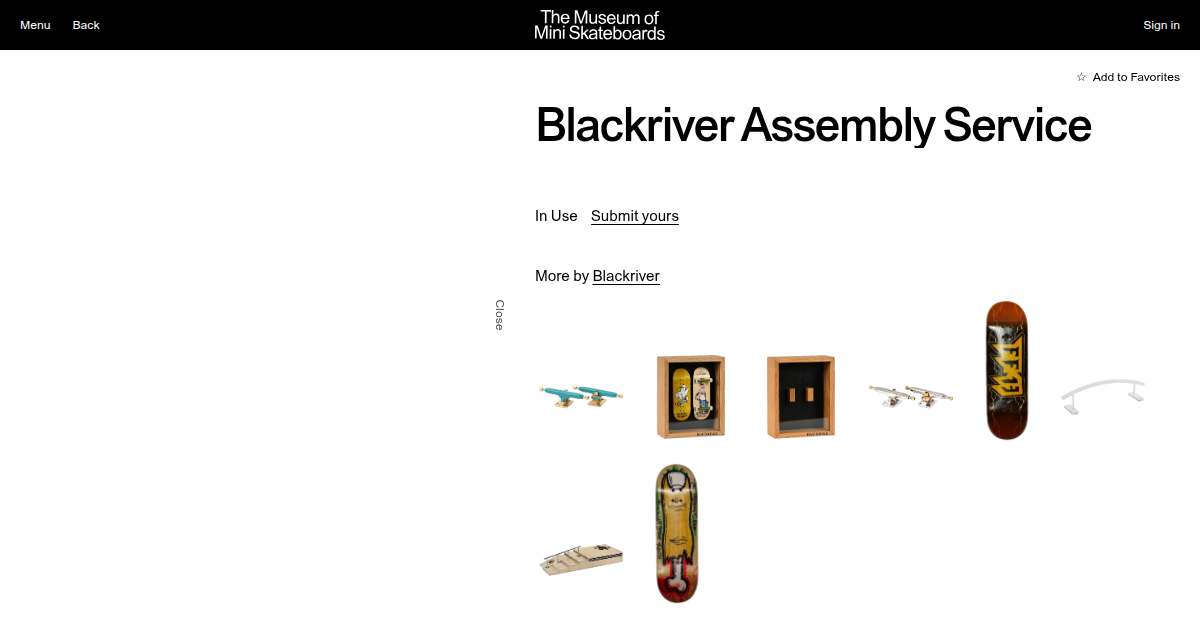 Menu
Back
The Museum of
Mini Skateboards
Sign in
☆ Add to Favorites
Blackriver Assembly Service
In Use Submit yours
More by Blackriver
Close